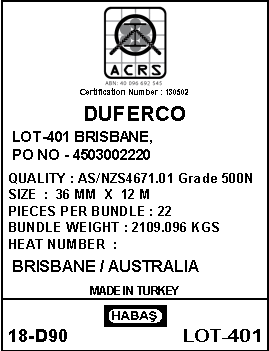 ACRS
ABN: 40 096 692 545
Certification Number : 130502
DUFERCO
LOT-401 BRISBANE,
PO NO - 4503002220
QUALITY : AS/NZS4671.01 Grade 500N
SIZE : 36 MM X 12 M
PIECES PER BUNDLE : 22
BUNDLE WEIGHT : 2109.096 KGS
HEAT NUMBER :
BRISBANE / AUSTRALIA
MADE IN TURKEY
HABAŞ
18-D90 LOT-401